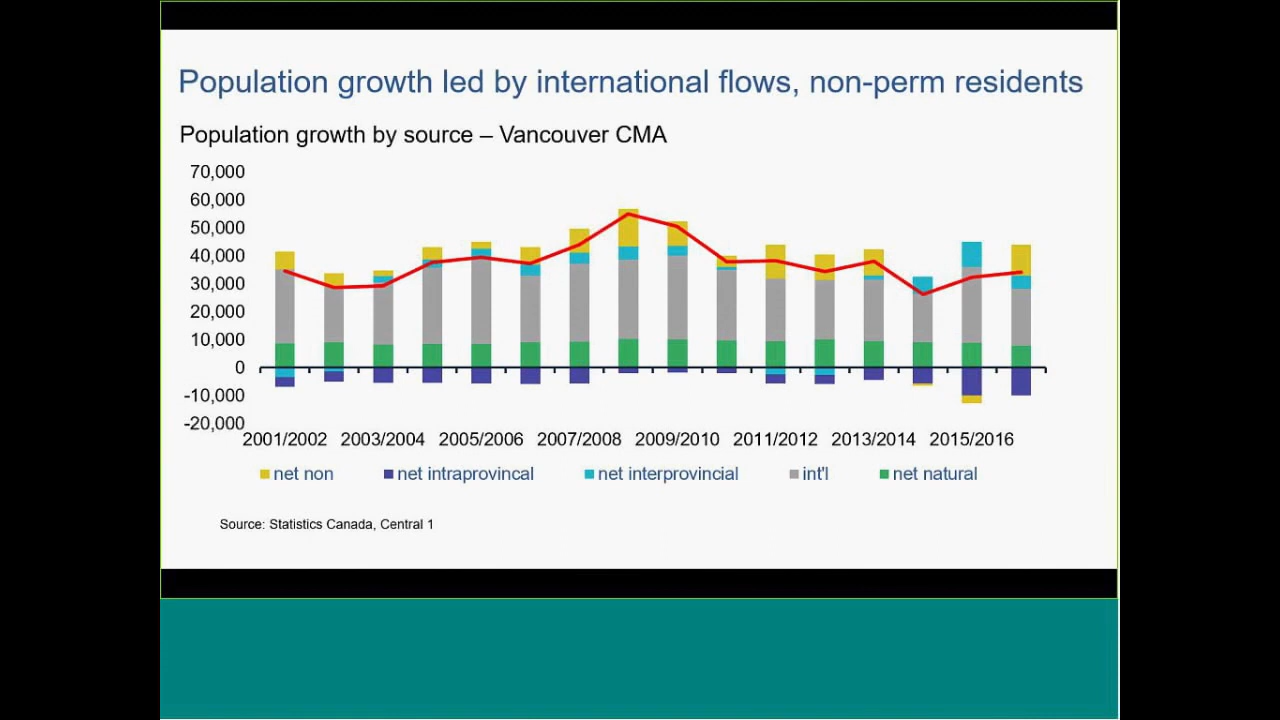 Population growth led by international flows, non-perm residents
Population growth by source – Vancouver CMA
70,000
60,000
50,000
40,000
30,000
20,000
10,000
0
-10,000
-20,000
2001/2002 2003/2004 2005/2006 2007/2008 2009/2010 2011/2012 2013/2014 2015/2016
net non net intraprovincal net interprovincial int'l net natural
Source: Statistics Canada, Central 1